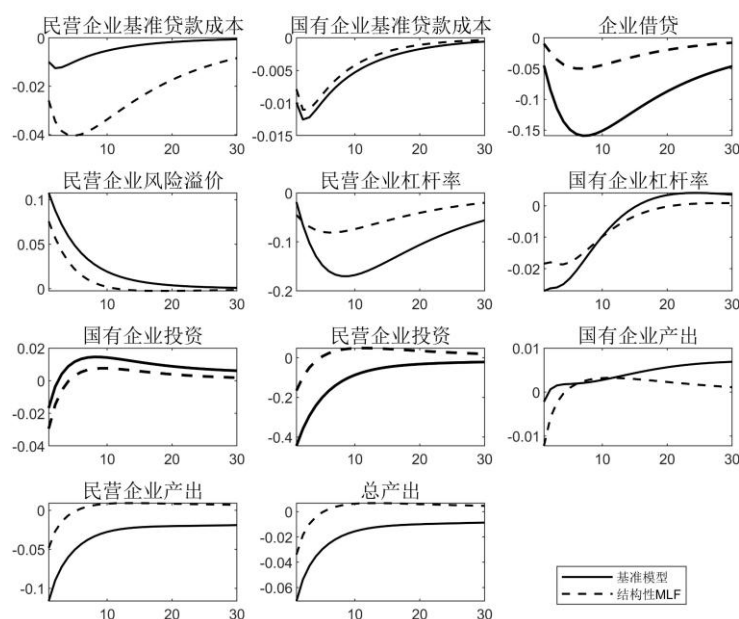 民营企业基准贷款成本
0
-0.02
-0.04
10 20 30
国有企业基准贷款成本
0
-0.005
-0.01
-0.015
10 20 30
企业借贷
0
-0.05
-0.1
-0.15
10 20 30
民营企业风险溢价
0.1
0.05
0
10 20 30
民营企业杠杆率
0
-0.1
-0.2
10 20 30
国有企业杠杆率
0
-0.01
-0.02
10 20 30
国有企业投资
0.02
0
-0.02
-0.04
10 20 30
民营企业投资
0
-0.2
-0.4
10 20 30
国有企业产出
0.01
0
-0.01
10 20 30
民营企业产出
0
-0.05
-0.1
10 20 30
总产出
0
-0.02
-0.04
-0.06
10 20 30
基准模型
结构性MLF